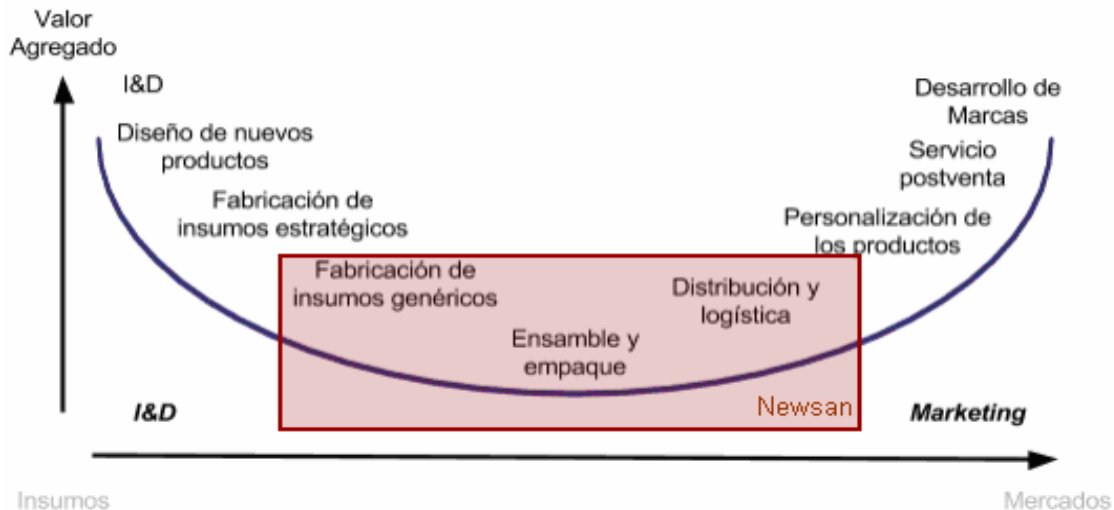 Valor
Agregado
I&D
Diseño de nuevos
productos
Fabricación de
insumos estratégicos
Fabricación de
insumos genéricos
Ensamble y
empaque
Distribución y
logística
Personalización de
los productos
Servicio
postventa
Desarrollo de
Marcas
Newsan
I&D
Marketing
Insumos
Mercados